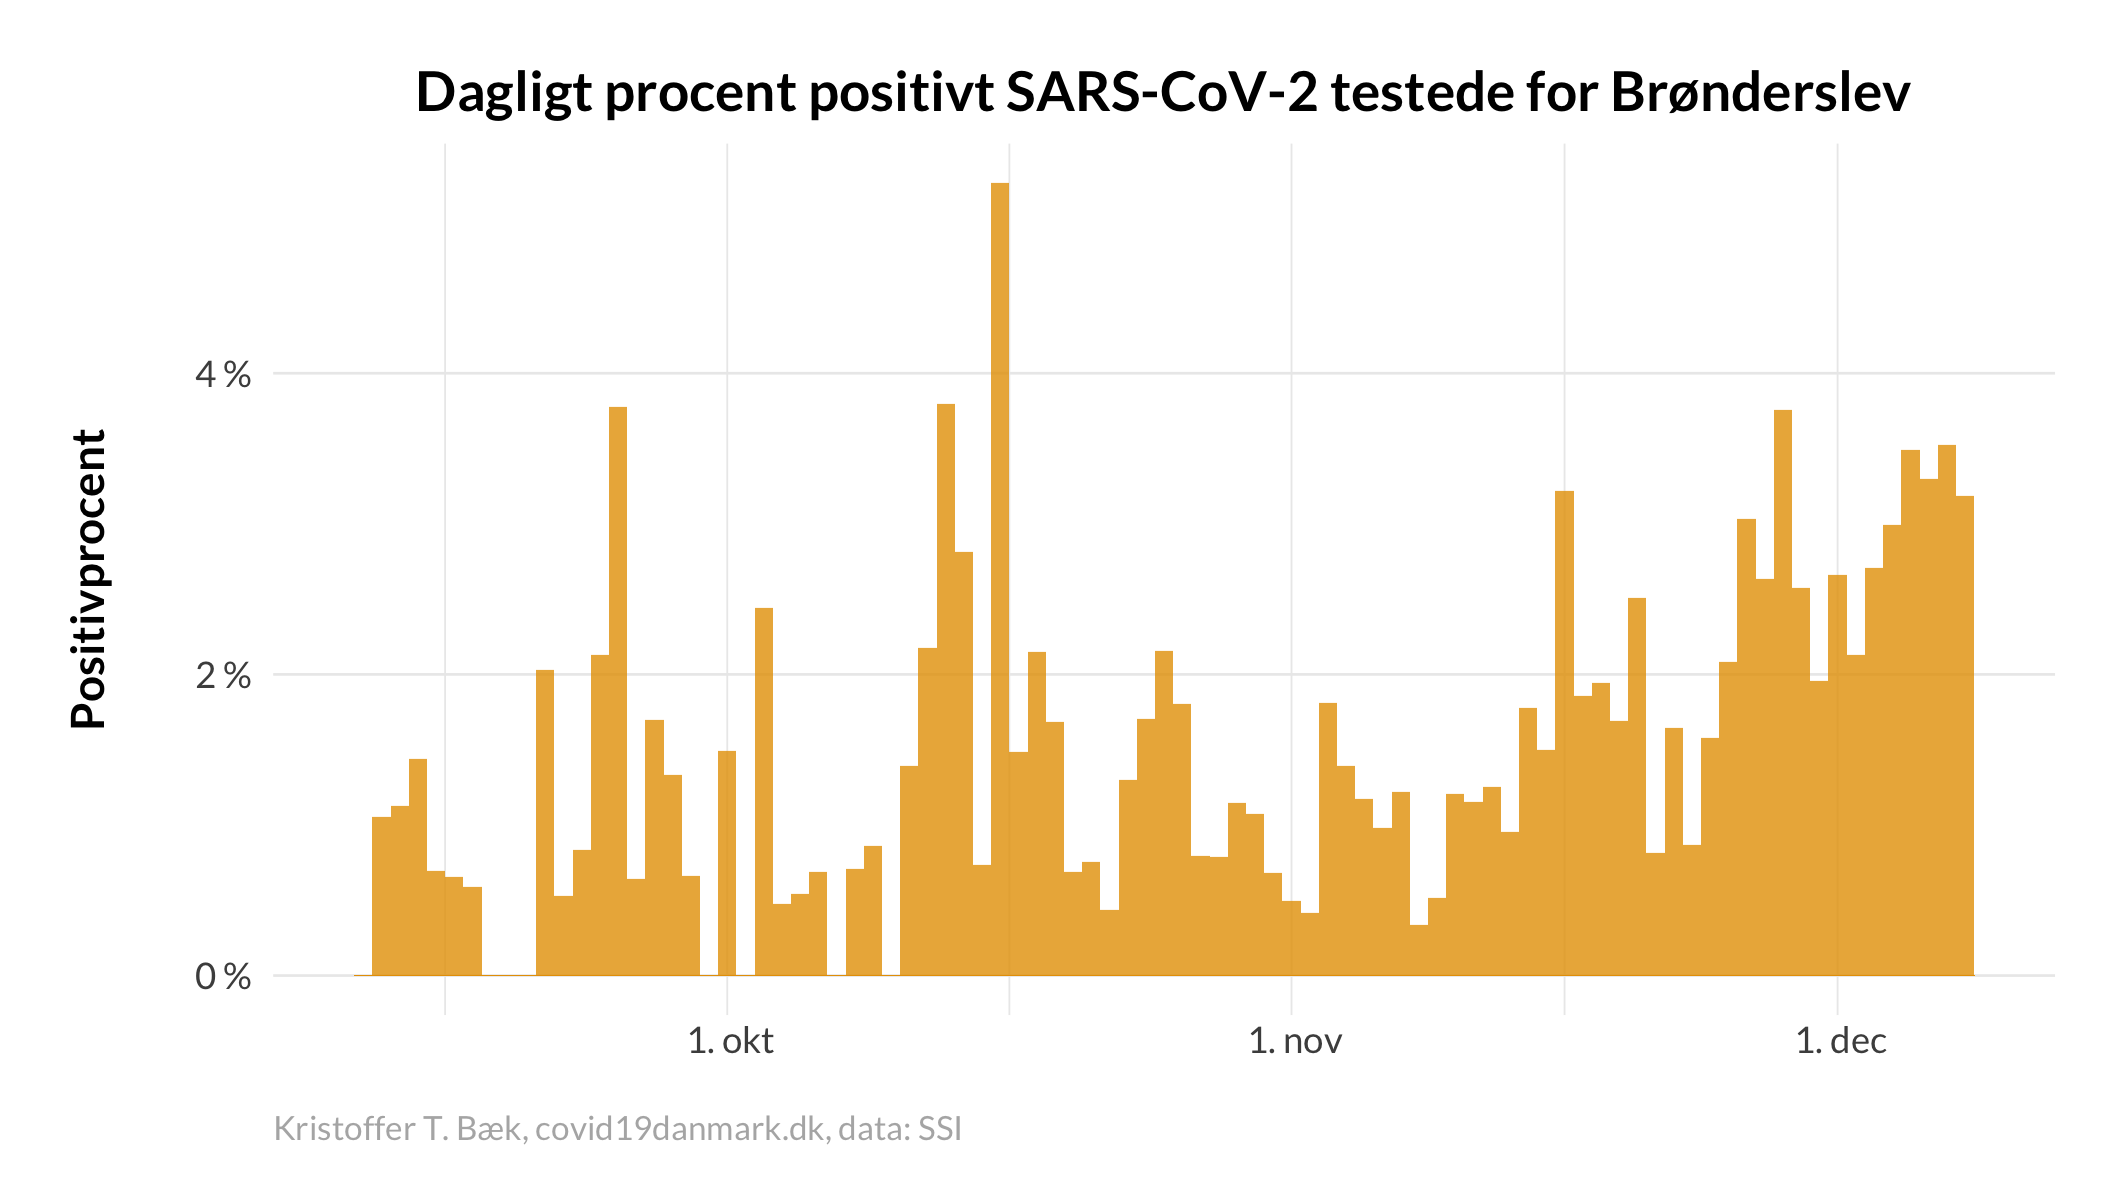 Dagligt procent positivt SARS-CoV-2 testede for Brønderslev
Positivprocent
4 %
2 %
0 %
1. okt
1. nov
1. dec
Kristoffer T. Bæk, covid19danmark.dk, data: SSI